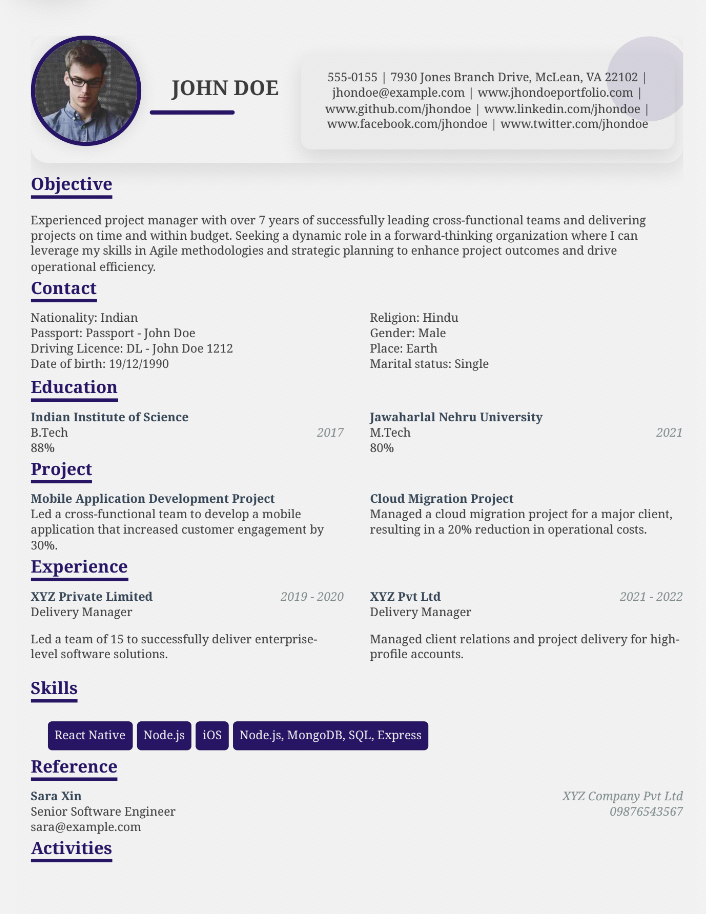 JOHN DOE
555-0155 | 7930 Jones Branch Drive, McLean, VA 22102 |
jhondoe@example.com | www.jhondoeportfolio.com |
www.github.com/jhondoe | www.linkedin.com/jhondoe |
www.facebook.com/jhondoe | www.twitter.com/jhondoe
Objective
Experienced project manager with over 7 years of successfully leading cross-functional teams and delivering
projects on time and within budget. Seeking a dynamic role in a forward-thinking organization where I can
leverage my skills in Agile methodologies and strategic planning to enhance project outcomes and drive
operational efficiency.
Contact
Nationality: Indian
Passport: Passport - John Doe
Driving Licence: DL - John Doe 1212
Date of birth: 19/12/1990
Religion: Hindu
Gender: Male
Place: Earth
Marital status: Single
Education
Indian Institute of Science
B.Tech 2017
88%
Jawaharlal Nehru University
M.Tech 2021
80%
Project
Mobile Application Development Project
Led a cross-functional team to develop a mobile
application that increased customer engagement by
30%.
Cloud Migration Project
Managed a cloud migration project for a major client,
resulting in a 20% reduction in operational costs.
Experience
XYZ Private Limited 2019 - 2020
Delivery Manager
Led a team of 15 to successfully deliver enterprise-
level software solutions.
XYZ Pvt Ltd 2021 - 2022
Delivery Manager
Managed client relations and project delivery for high-
profile accounts.
Skills
React Native Node.js iOS Node.js, MongoDB, SQL, Express
Reference
Sara Xin XYZ Company Pvt Ltd
Senior Software Engineer 09876543567
sara@example.com
Activities